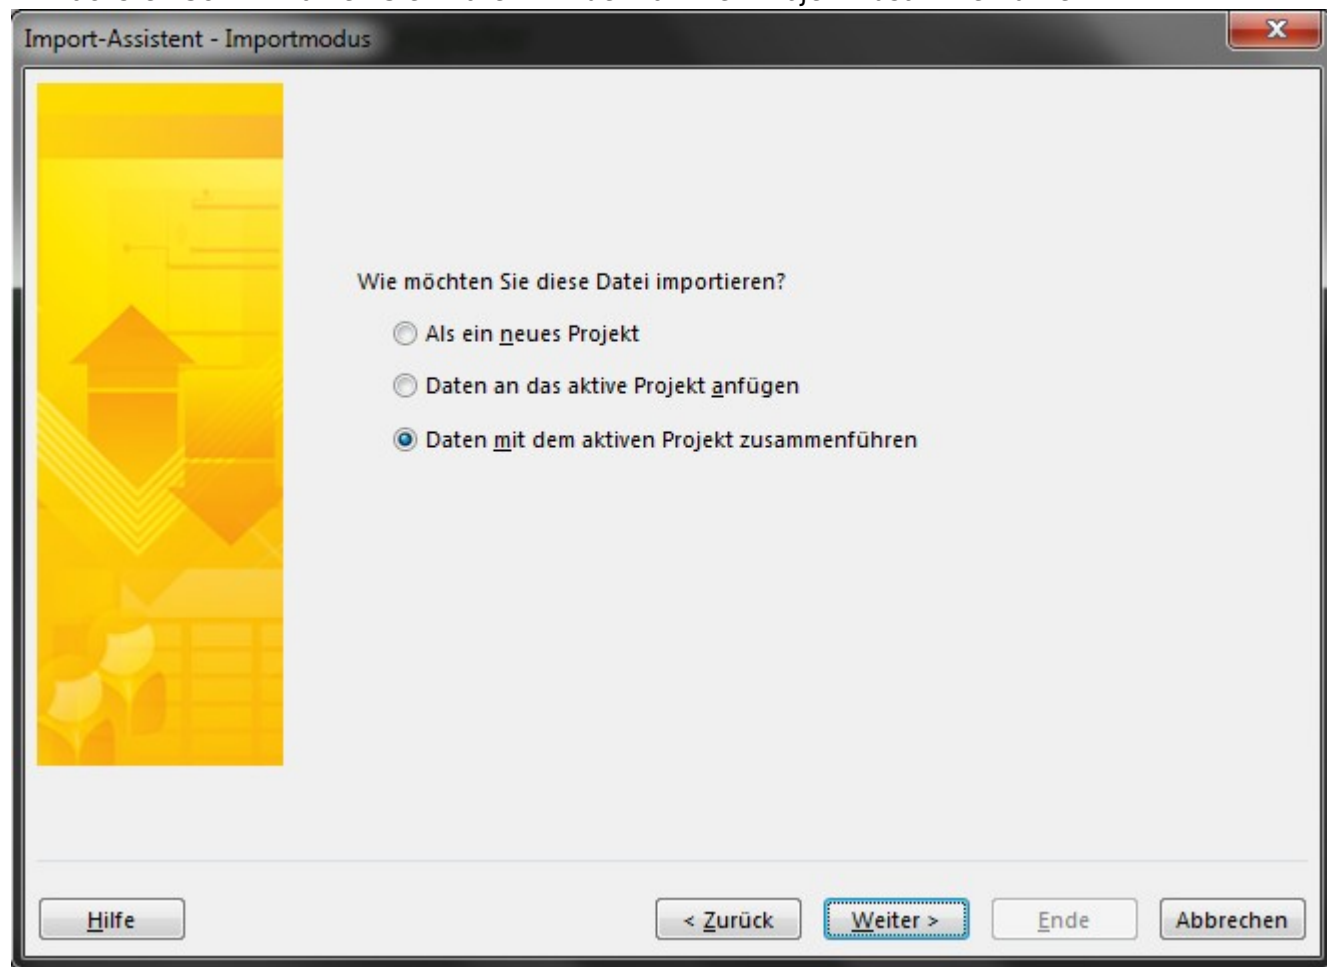 Import-Assistent - Importmodus
Wie möchten Sie diese Datei importieren?
Als ein neues Projekt
Daten an das aktive Projekt anfügen
Daten mit dem aktiven Projekt zusammenführen
Hilfe
< Zurück
Weiter >
Ende
Abbrechen